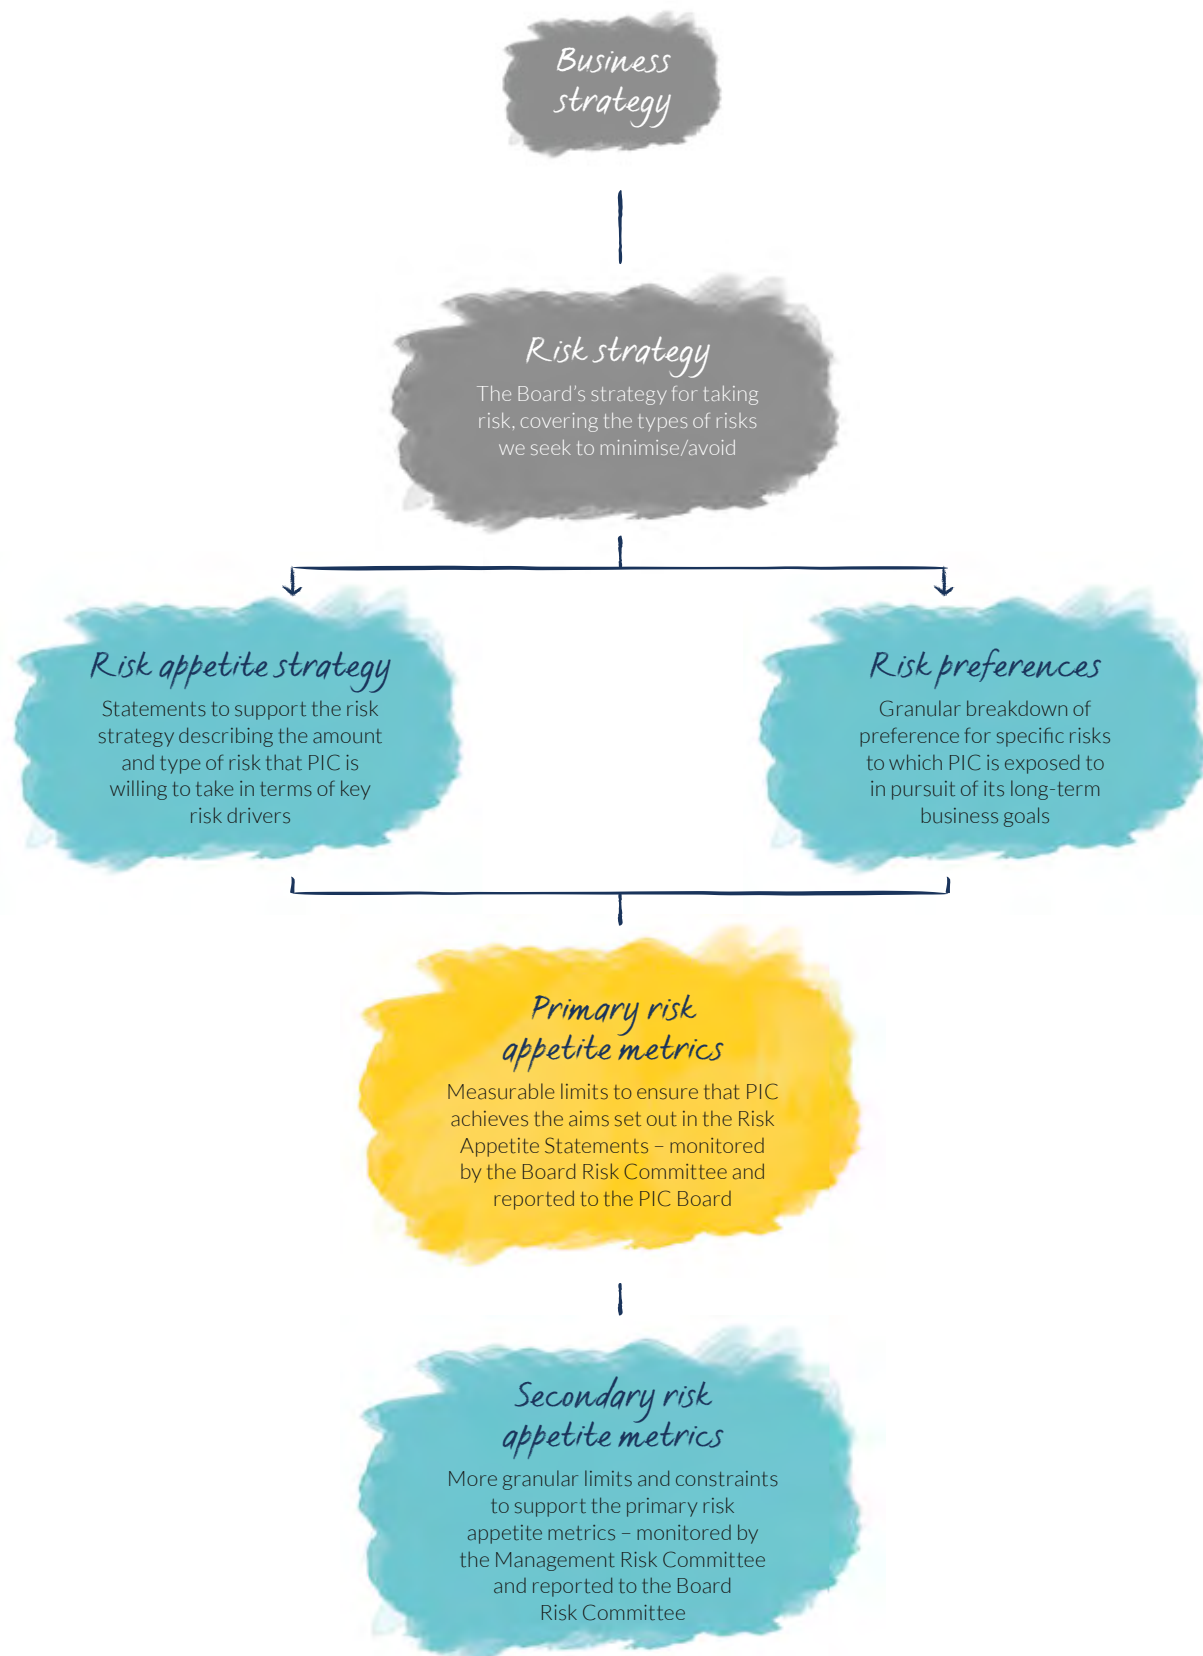 Business
strategy
Risk strategy
The Board's strategy for taking
risk, covering the types of risks
we seek to minimise/avoid
Risk appetite strategy
Statements to support the risk
strategy describing the amount
and type of risk that PIC is
willing to take in terms of key
risk drivers
Risk preferences
Granular breakdown of
preference for specific risks
to which PIC is exposed to
in pursuit of its long-term
business goals
Primary risk
appetite metrics
Measurable limits to ensure that PIC
achieves the aims set out in the Risk
Appetite Statements – monitored
by the Board Risk Committee and
reported to the PIC Board
Secondary risk
appetite metrics
More granular limits and constraints
to support the primary risk
appetite metrics – monitored by
the Management Risk Committee
and reported to the Board
Risk Committee